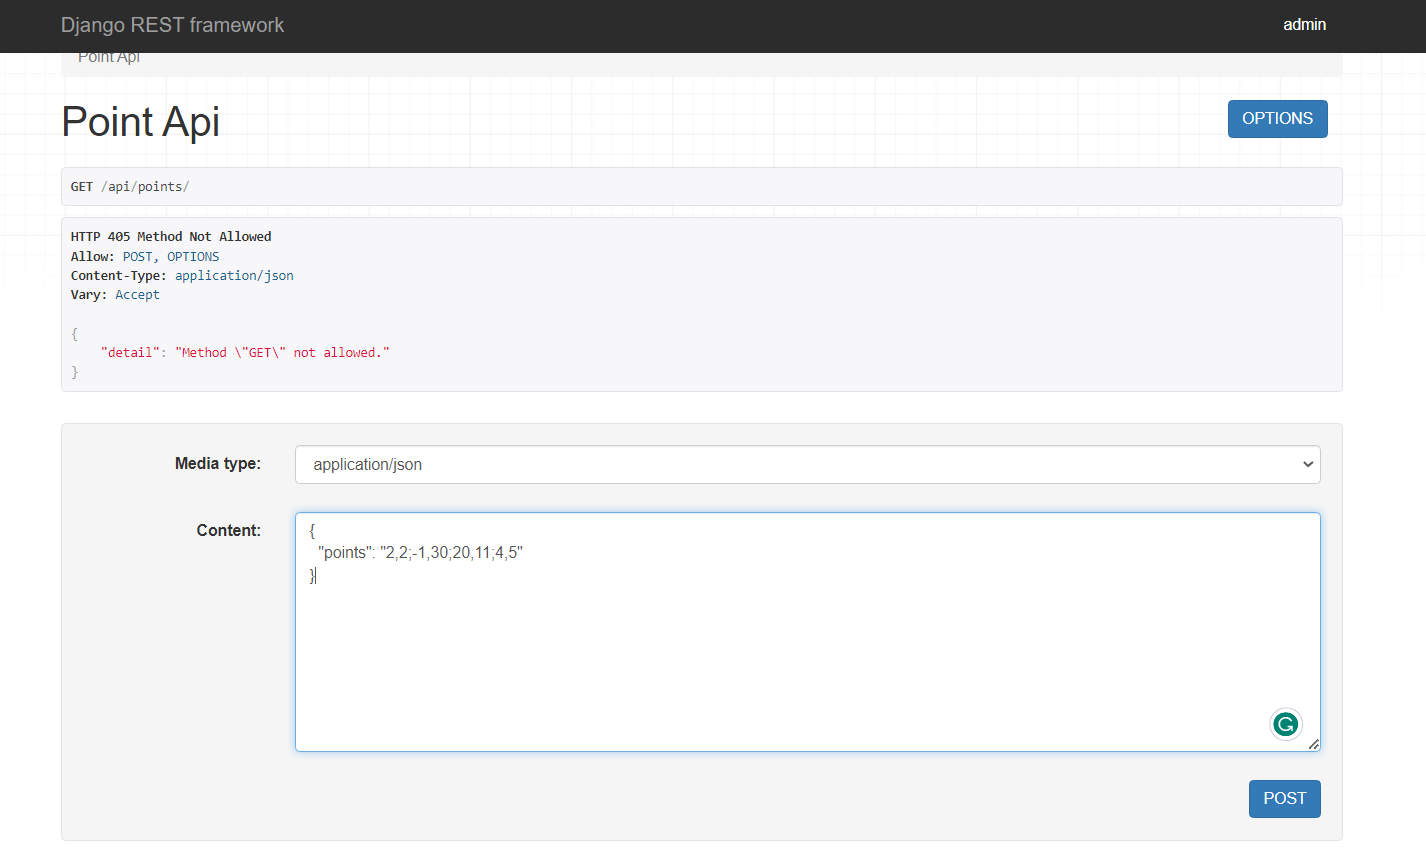 Django REST framework
admin
Point Api
Point Api
OPTIONS
GET /api/points/
HTTP 405 Method Not Allowed
Allow: POST, OPTIONS
Content-Type: application/json
Vary: Accept
{
"detail": "Method \"GET\" not allowed."
}
Media type:
application/json
Content:
{
"points": "2,2;-1,30;20,11;4,5"
}
POST